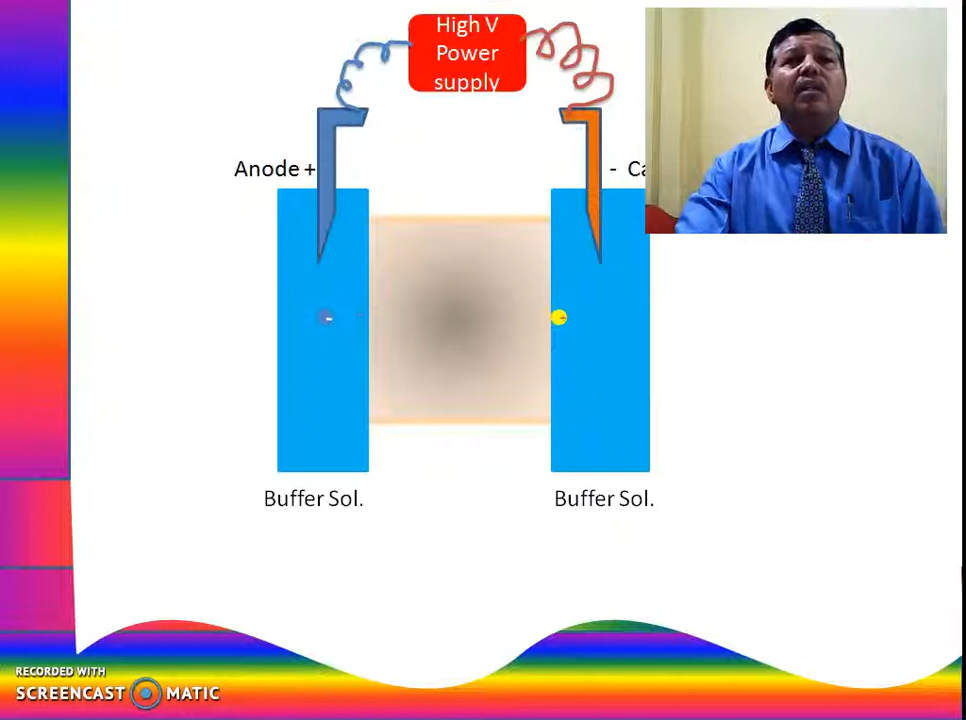 High V
Power
supply
Anode +
- Ca
-
+
Buffer Sol.
Buffer Sol.
RECORDED WITH
SCREENCAST MATIC